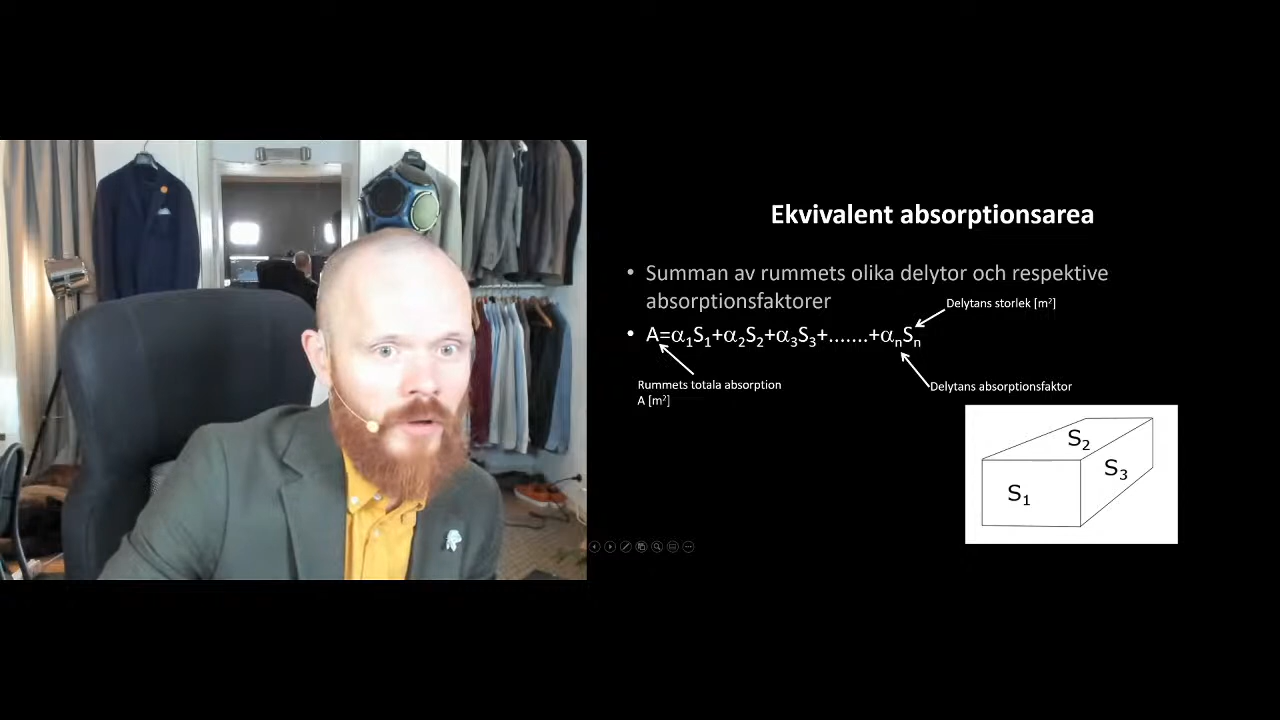 Ekvivalent absorptionsarea
• Summan av rummets olika delytor och respektive
absorptionsfaktorer
Delytans storlek [m²]
• A=α₁S₁+α₂S₂+α₃S₃+.......+αₙSₙ
Rummets totala absorption
A [m²]
Delytans absorptionsfaktor
S₂
S₃
S₁